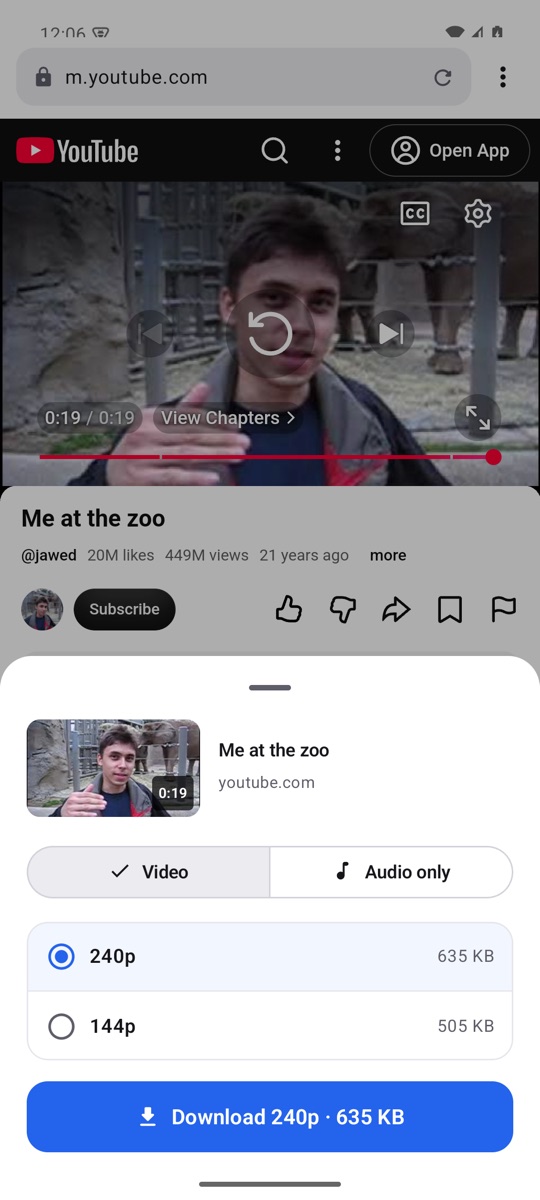 12:06
m.youtube.com
YouTube
Open App
CC
0:19 / 0:19
View Chapters
Me at the zoo
@jawed 20M likes 449M views 21 years ago more
Subscribe
Me at the zoo
0:19
youtube.com
Video
Audio only
240p 635 KB
144p 505 KB
Download 240p · 635 KB